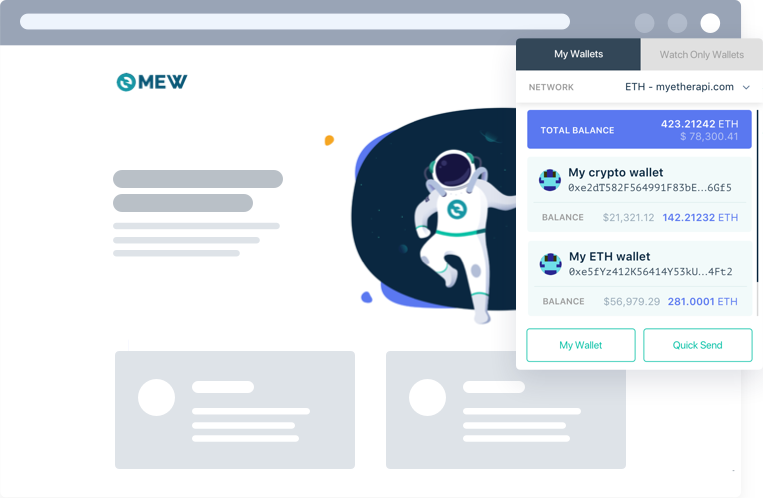 MEW
My Wallets
Watch Only Wallets
NETWORK ETH - myetherapi.com
TOTAL BALANCE 423.21242 ETH
$ 78,300.41
My crypto wallet
0xe2dT582F564991F83bE...6Gf5
BALANCE $21,321.12 142.21232 ETH
My ETH wallet
0xe5fYz412K56414Y53kU...4Ft2
BALANCE $56,979.29 281.0001 ETH
My Wallet
Quick Send